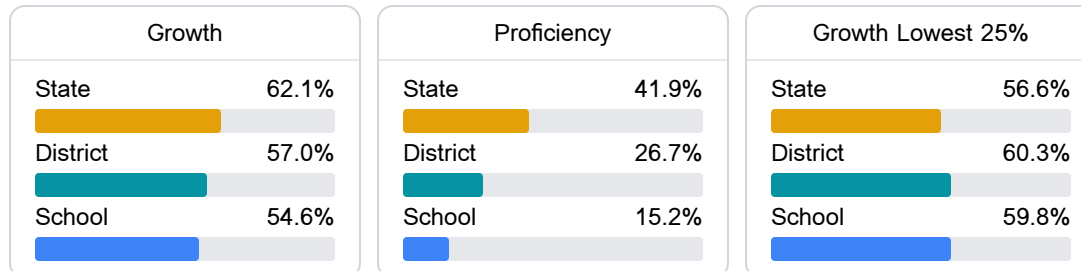 Growth
State 62.1%
District 57.0%
School 54.6%
Proficiency
State 41.9%
District 26.7%
School 15.2%
Growth Lowest 25%
State 56.6%
District 60.3%
School 59.8%